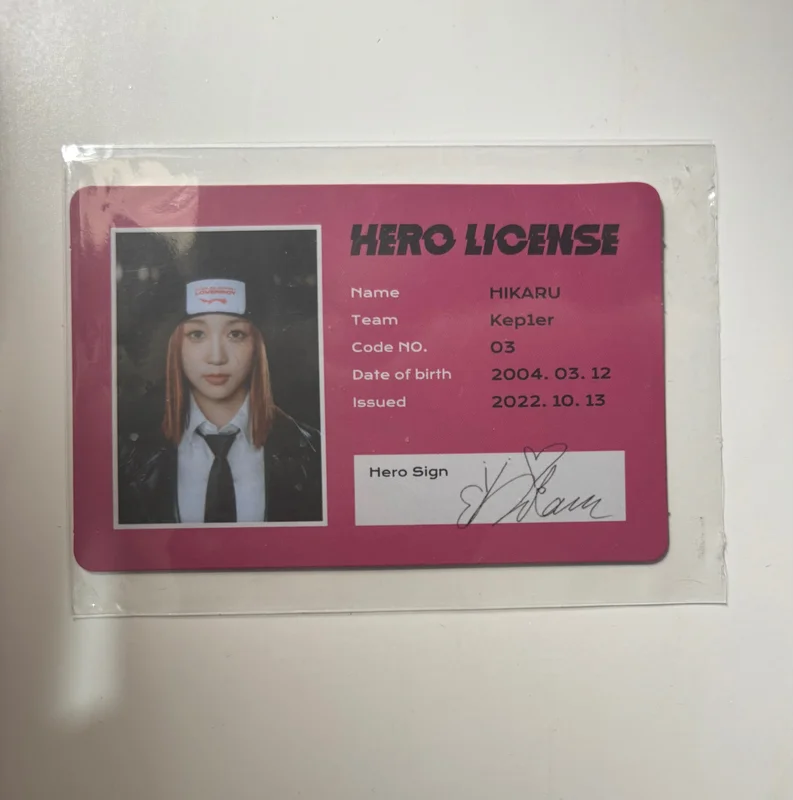 HERO LICENSE
Name HIKARU
Team Kep1er
Code NO. 03
Date of birth 2004. 03. 12
Issued 2022. 10. 13
Hero Sign